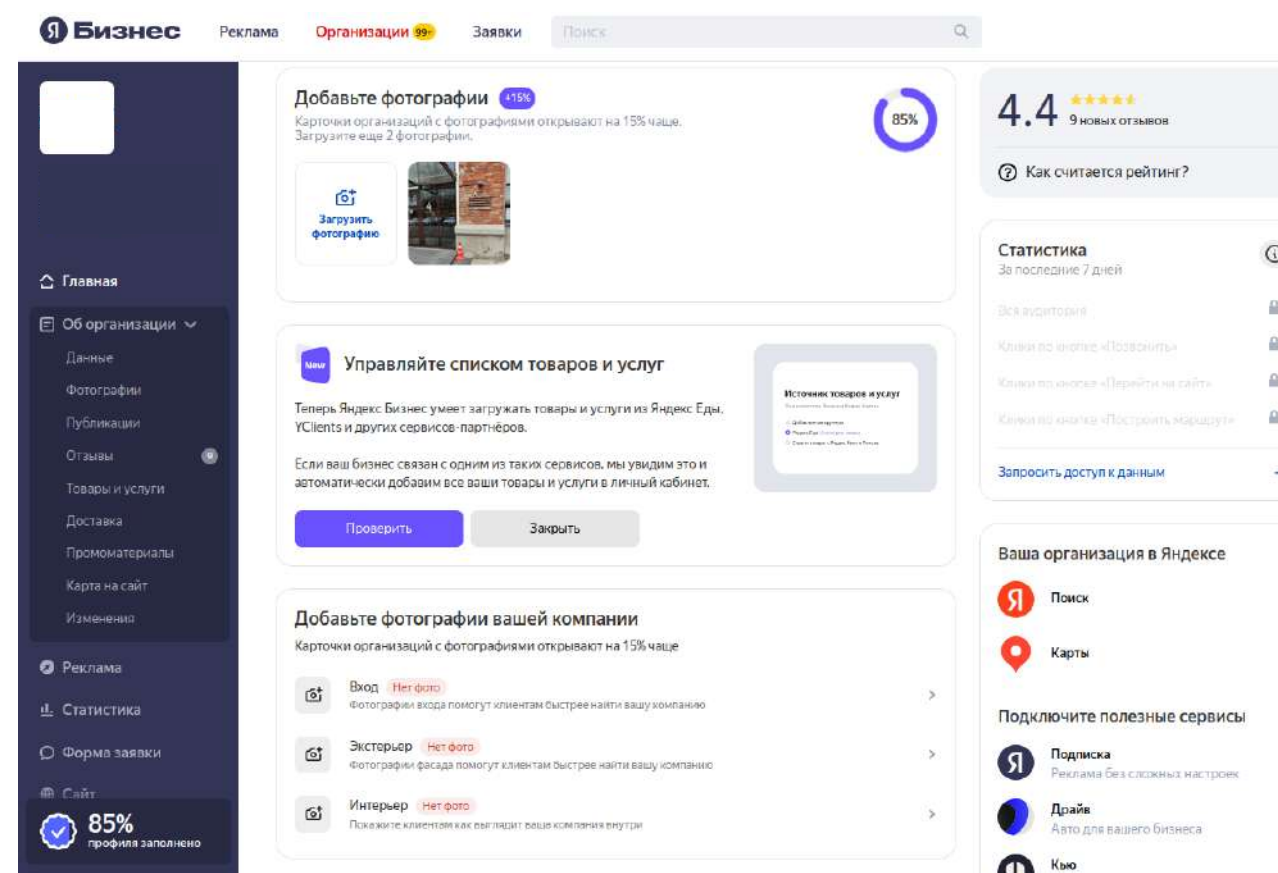 Я Бизнес
Реклама
Организации 99+
Заявки
Поиск
Главная
Об организации
Данные
Фотографии
Публикации
Отзывы 9
Товары и услуги
Доставка
Промоматериалы
Карта на сайт
Изменения
Реклама
Статистика
Форма заявки
Сайт
85%
профиля заполнено
Добавьте фотографии +15%
Карточки организаций с фотографиями открывают на 15% чаще.
Загрузите еще 2 фотографии.
85%
Загрузить
фотографию
New
Управляйте списком товаров и услуг
Теперь Яндекс Бизнес умеет загружать товары и услуги из Яндекс Еды,
YClients и других сервисов-партнёров.
Если ваш бизнес связан с одним из таких сервисов, мы увидим это и
автоматически добавим все ваши товары и услуги в личный кабинет.
Проверить
Закрыть
Источник товаров и услуг
Добавьте фотографии вашей компании
Карточки организаций с фотографиями открывают на 15% чаще
Вход Нет фото
Фотографии входа помогут клиентам быстрее найти вашу компанию
Экстерьер Нет фото
Фотографии фасада помогут клиентам быстрее найти вашу компанию
Интерьер Нет фото
Покажите клиентам как выглядит ваша компания внутри
4.4
9 новых отзывов
Как считается рейтинг?
Статистика
За последние 7 дней
Вся аудитория
Клики по кнопке «Позвонить»
Клики по кнопке «Перейти на сайт»
Клики по кнопке «Построить маршрут»
Запросить доступ к данным
Ваша организация в Яндексе
Я Поиск
Карты
Подключите полезные сервисы
Я Подписка
Реклама без сложных настроек
Драйв
Авто для вашего бизнеса
Кью